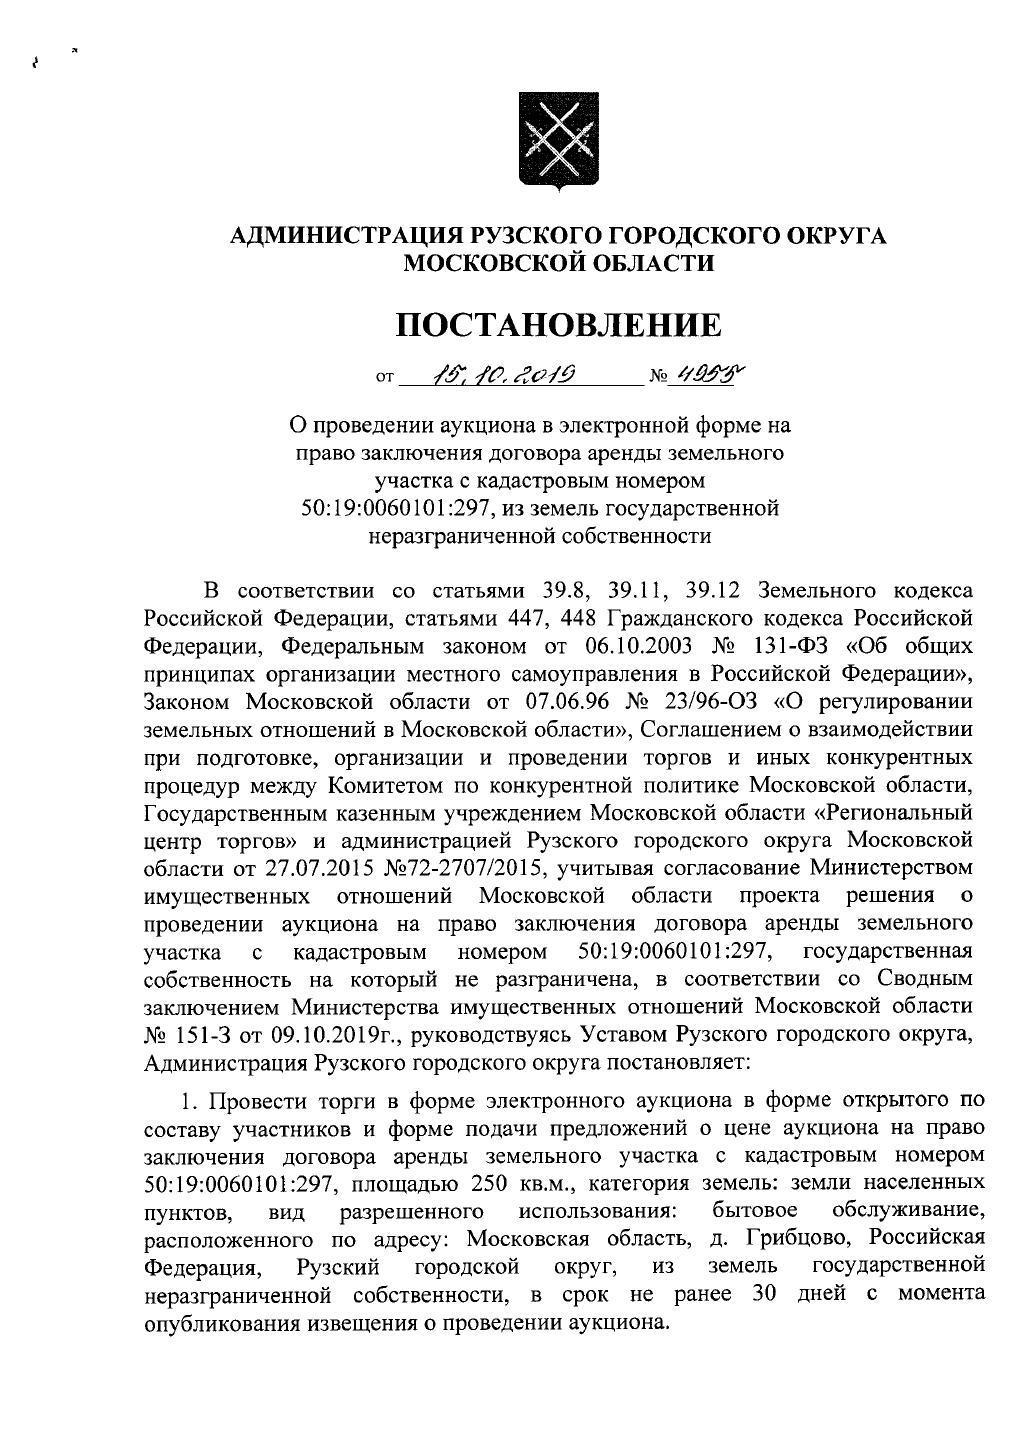 АДМИНИСТРАЦИЯ РУЗСКОГО ГОРОДСКОГО ОКРУГА
МОСКОВСКОЙ ОБЛАСТИ
ПОСТАНОВЛЕНИЕ
от 15.10.2019 № 4955
О проведении аукциона в электронной форме на
право заключения договора аренды земельного
участка с кадастровым номером
50:19:0060101:297, из земель государственной
неразграниченной собственности
В соответствии со статьями 39.8, 39.11, 39.12 Земельного кодекса
Российской Федерации, статьями 447, 448 Гражданского кодекса Российской
Федерации, Федеральным законом от 06.10.2003 № 131-ФЗ «Об общих
принципах организации местного самоуправления в Российской Федерации»,
Законом Московской области от 07.06.96 № 23/96-ОЗ «О регулировании
земельных отношений в Московской области», Соглашением о взаимодействии
при подготовке, организации и проведении торгов и иных конкурентных
процедур между Комитетом по конкурентной политике Московской области,
Государственным казенным учреждением Московской области «Региональный
центр торгов» и администрацией Рузского городского округа Московской
области от 27.07.2015 №72-2707/2015, учитывая согласование Министерством
имущественных отношений Московской области проекта решения о
проведении аукциона на право заключения договора аренды земельного
участка с кадастровым номером 50:19:0060101:297, государственная
собственность на который не разграничена, в соответствии со Сводным
заключением Министерства имущественных отношений Московской области
№ 151-З от 09.10.2019г., руководствуясь Уставом Рузского городского округа,
Администрация Рузского городского округа постановляет:
1. Провести торги в форме электронного аукциона в форме открытого по
составу участников и форме подачи предложений о цене аукциона на право
заключения договора аренды земельного участка с кадастровым номером
50:19:0060101:297, площадью 250 кв.м., категория земель: земли населенных
пунктов, вид разрешенного использования: бытовое обслуживание,
расположенного по адресу: Московская область, д. Грибцово, Российская
Федерация, Рузский городской округ, из земель государственной
неразграниченной собственности, в срок не ранее 30 дней с момента
опубликования извещения о проведении аукциона.